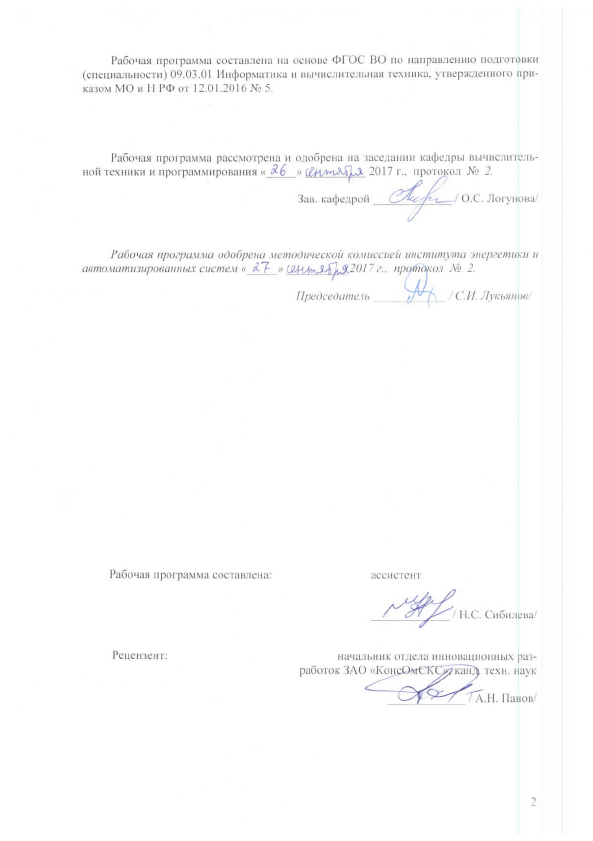 Рабочая программа составлена на основе ФГОС ВО по направлению подготовки
(специальности) 09.03.01 Информатика и вычислительная техника, утвержденного при-
казом МО и Н РФ от 12.01.2016 № 5.
Рабочая программа рассмотрена и одобрена на заседании кафедры вычислитель-
ной техники и программирования «26» сентября 2017 г., протокол № 2.
Зав. кафедрой / О.С. Логунова/
Рабочая программа одобрена методической комиссией института энергетики и
автоматизированных систем «27» сентября 2017 г., протокол № 2.
Председатель / С.И. Лукьянов/
Рабочая программа составлена: ассистент
/ Н.С. Сибилева/
Рецензент: начальник отдела инновационных раз-
работок ЗАО «КонсОмСКС», канд. техн. наук
/ А.Н. Панов/
2